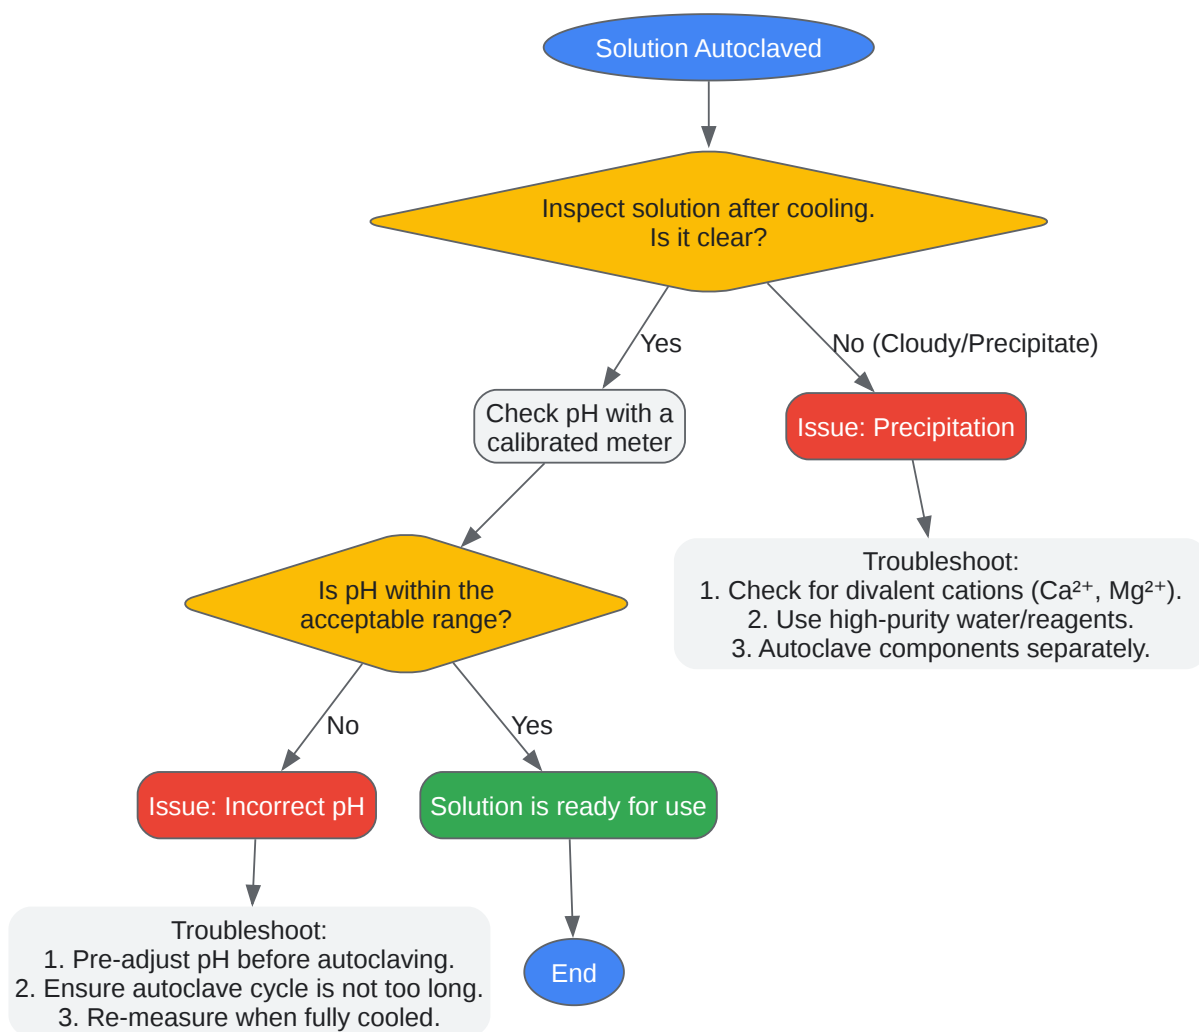 Solution Autoclaved
Inspect solution after cooling.
Is it clear?
Yes
No (Cloudy/Precipitate)
Check pH with a
calibrated meter
Issue: Precipitation
Troubleshoot:
1. Check for divalent cations (Ca²⁺, Mg²⁺).
2. Use high-purity water/reagents.
3. Autoclave components separately.
Is pH within the
acceptable range?
No
Yes
Issue: Incorrect pH
Solution is ready for use
Troubleshoot:
1. Pre-adjust pH before autoclaving.
2. Ensure autoclave cycle is not too long.
3. Re-measure when fully cooled.
End